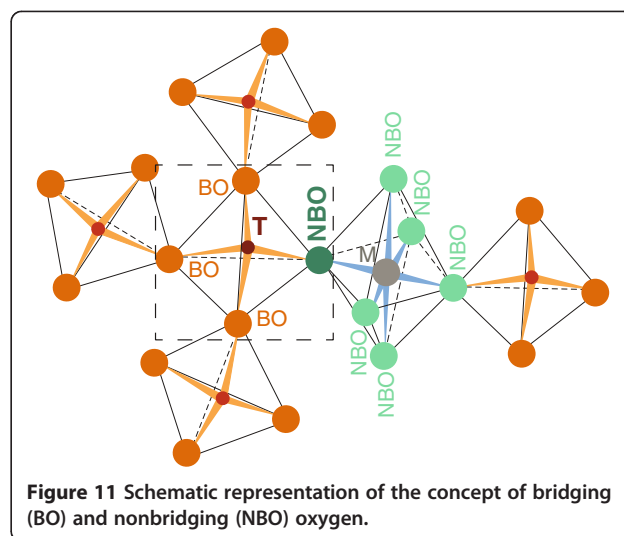 NBO
BO
NBO
T
NBO
M
NBO
BO
BO
NBO
NBO
Figure 11 Schematic representation of the concept of bridging
(BO) and nonbridging (NBO) oxygen.